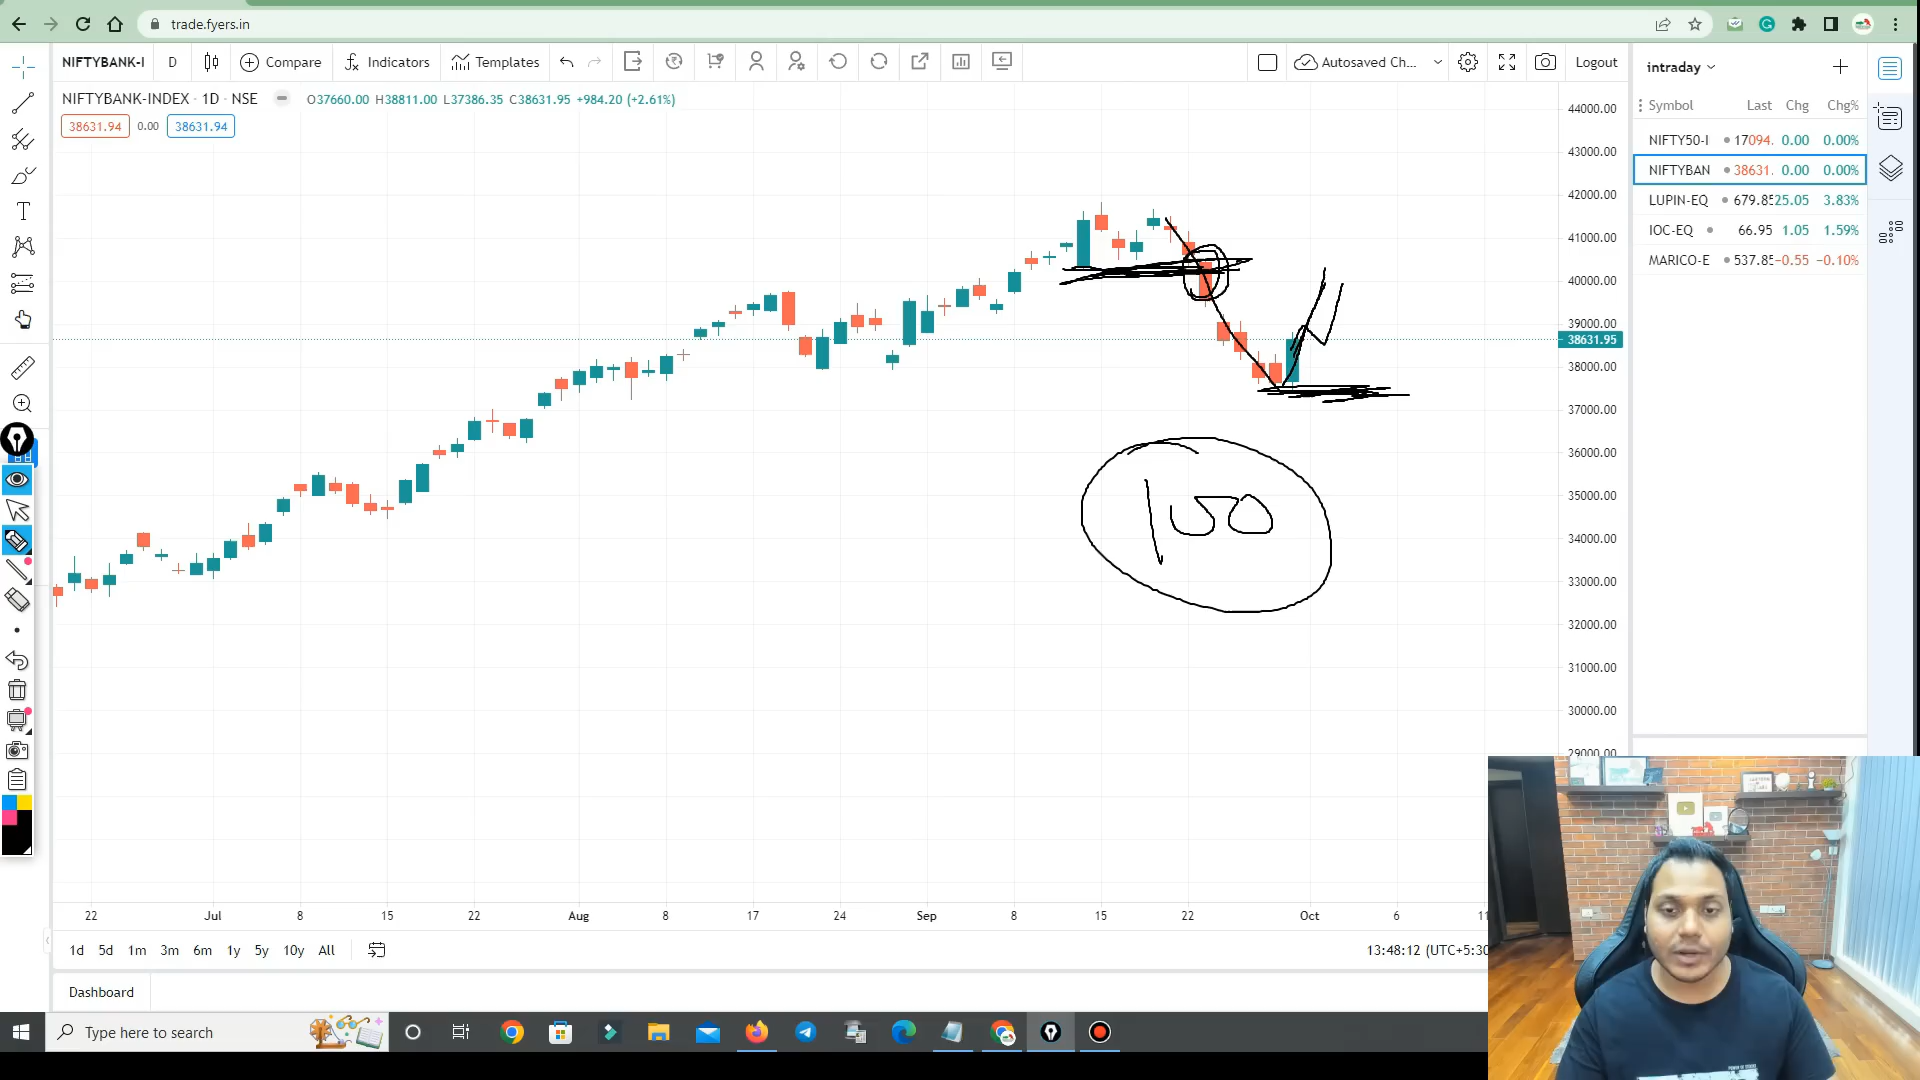 trade.fyers.in
NIFTYBANK-I D Compare Indicators Templates Autosaved Ch... Logout
NIFTYBANK-INDEX · 1D · NSE O37660.00 H38811.00 L37386.35 C38631.95 +984.20 (+2.61%)
38631.94 0.00 38631.94
intraday
Symbol Last Chg Chg%
NIFTY50-I 17094. 0.00 0.00%
NIFTYBAN 38631. 0.00 0.00%
LUPIN-EQ 679.85 25.05 3.83%
IOC-EQ 66.95 1.05 1.59%
MARICO-E 537.85 -0.55 -0.10%
44000.00
43000.00
42000.00
41000.00
40000.00
39000.00
38631.95
38000.00
37000.00
36000.00
35000.00
34000.00
33000.00
32000.00
31000.00
30000.00
29000.00
150
22 Jul 8 15 22 Aug 8 17 24 Sep 8 15 22 Oct 6 11
1d 5d 1m 3m 6m 1y 5y 10y All 13:48:12 (UTC+5:30
Dashboard
Type here to search